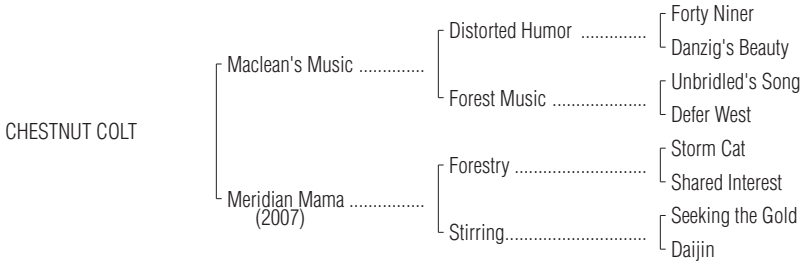 Forty Niner
Distorted Humor ..............
Danzig's Beauty
Maclean's Music ..............
Unbridled's Song
Forest Music ....................
Defer West
CHESTNUT COLT
Storm Cat
Forestry ............................
Shared Interest
Meridian Mama ................
(2007)
Seeking the Gold
Stirring..............................
Daijin